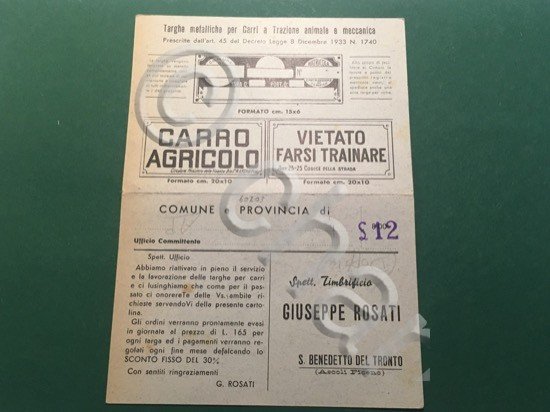 Targhe metalliche per Carri a Trazione animale e meccanica
Prescritte dall'art. 45 del Decreto Legge 8 Dicembre 1933 N. 1740
FORMATO cm. 15x6
CARRO
AGRICOLO
Formato cm. 20x10
VIETATO
FARSI TRAINARE
CODICE DELLA STRADA
Formato cm. 20x10
COMUNE e PROVINCIA di
S 12
Ufficio Committente
Spett. Ufficio
Abbiamo riattivato in pieno il servizio
e la lavorazione delle targhe per carri
e ci lusinghiamo che come per il pas-
sato ci onorereTe delle Vs. ambite ri-
chieste servendoVi della presente carto-
lina.
Gli ordini verranno prontamente evasi
in giornata al prezzo di L. 165 per
ogni targa ed i pagamenti verranno re-
golati ogni fine mese defalcando lo
SCONTO FISSO DEL 30%
Con sentiti ringraziamenti
G. ROSATI
Spett. Timbrificio
GIUSEPPE ROSATI
S. BENEDETTO DEL TRONTO
(Ascoli Piceno)